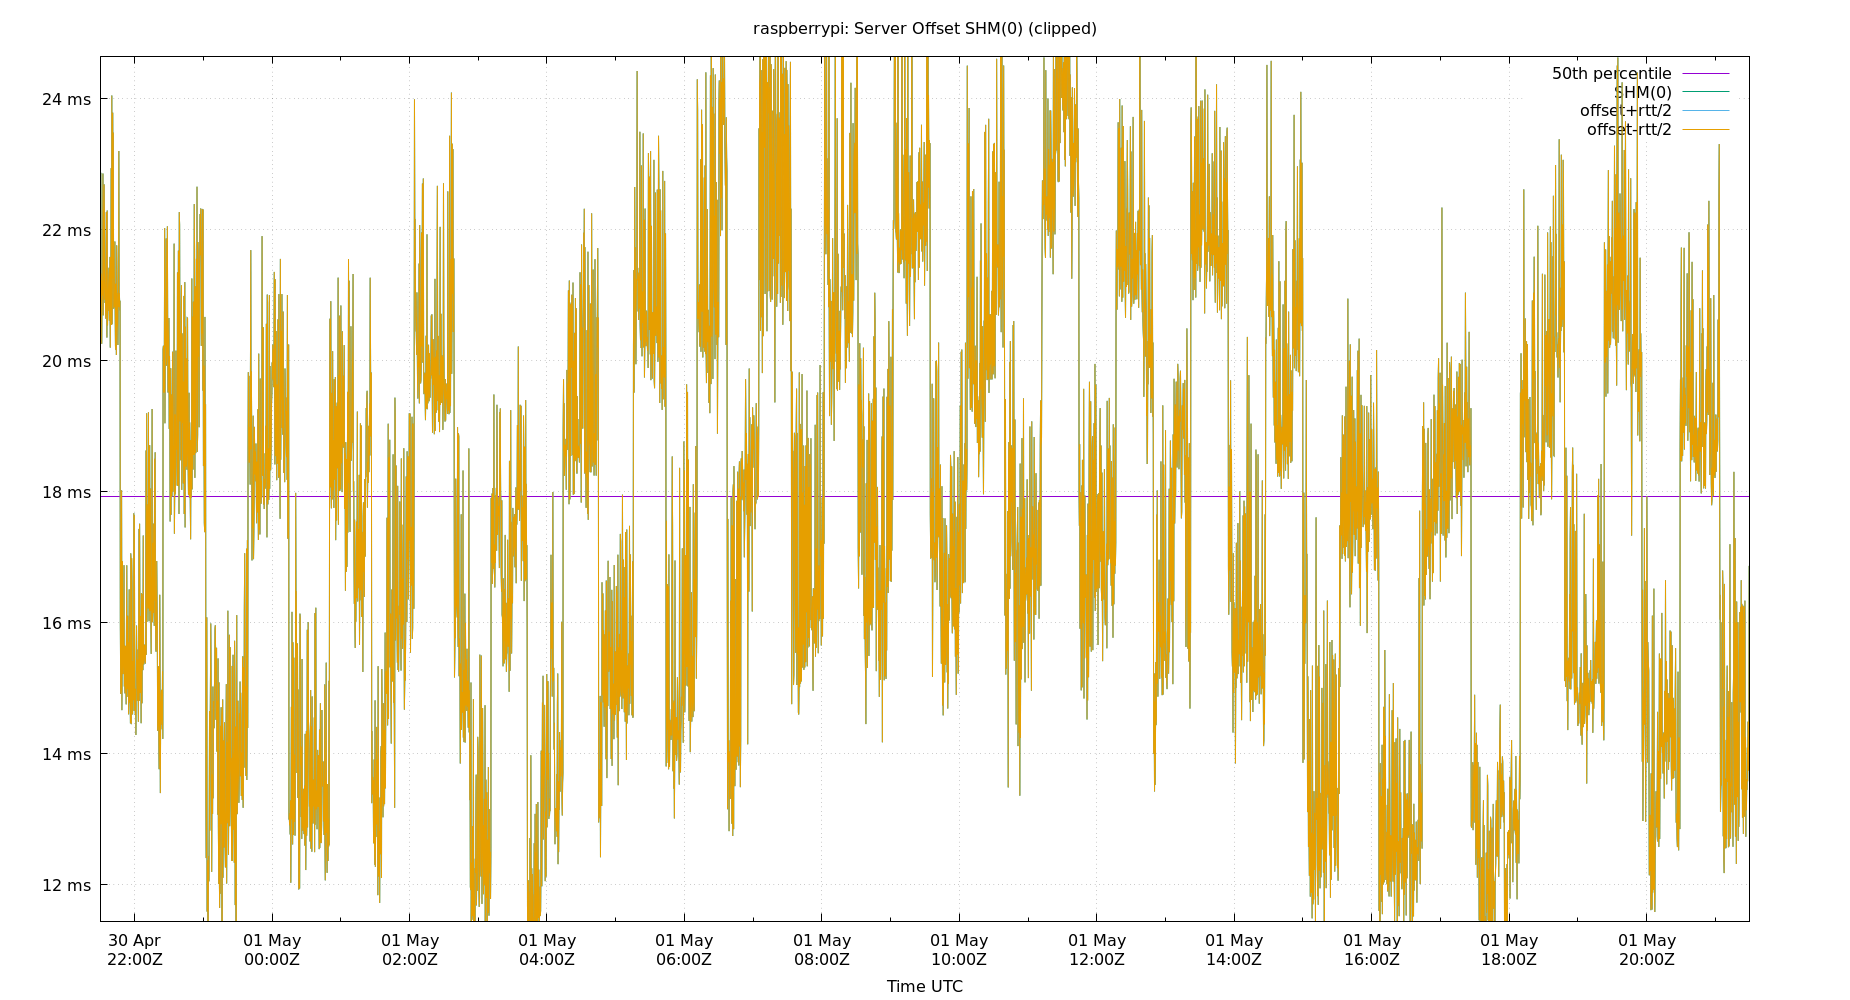 raspberrypi: Server Offset SHM(0) (clipped)
50th percentile
SHM(0)
offset+rtt/2
offset-rtt/2
24 ms
22 ms
20 ms
18 ms
16 ms
14 ms
12 ms
30 Apr 01 May 01 May 01 May 01 May 01 May 01 May 01 May 01 May 01 May 01 May 01 May
22:00Z 00:00Z 02:00Z 04:00Z 06:00Z 08:00Z 10:00Z 12:00Z 14:00Z 16:00Z 18:00Z 20:00Z
Time UTC